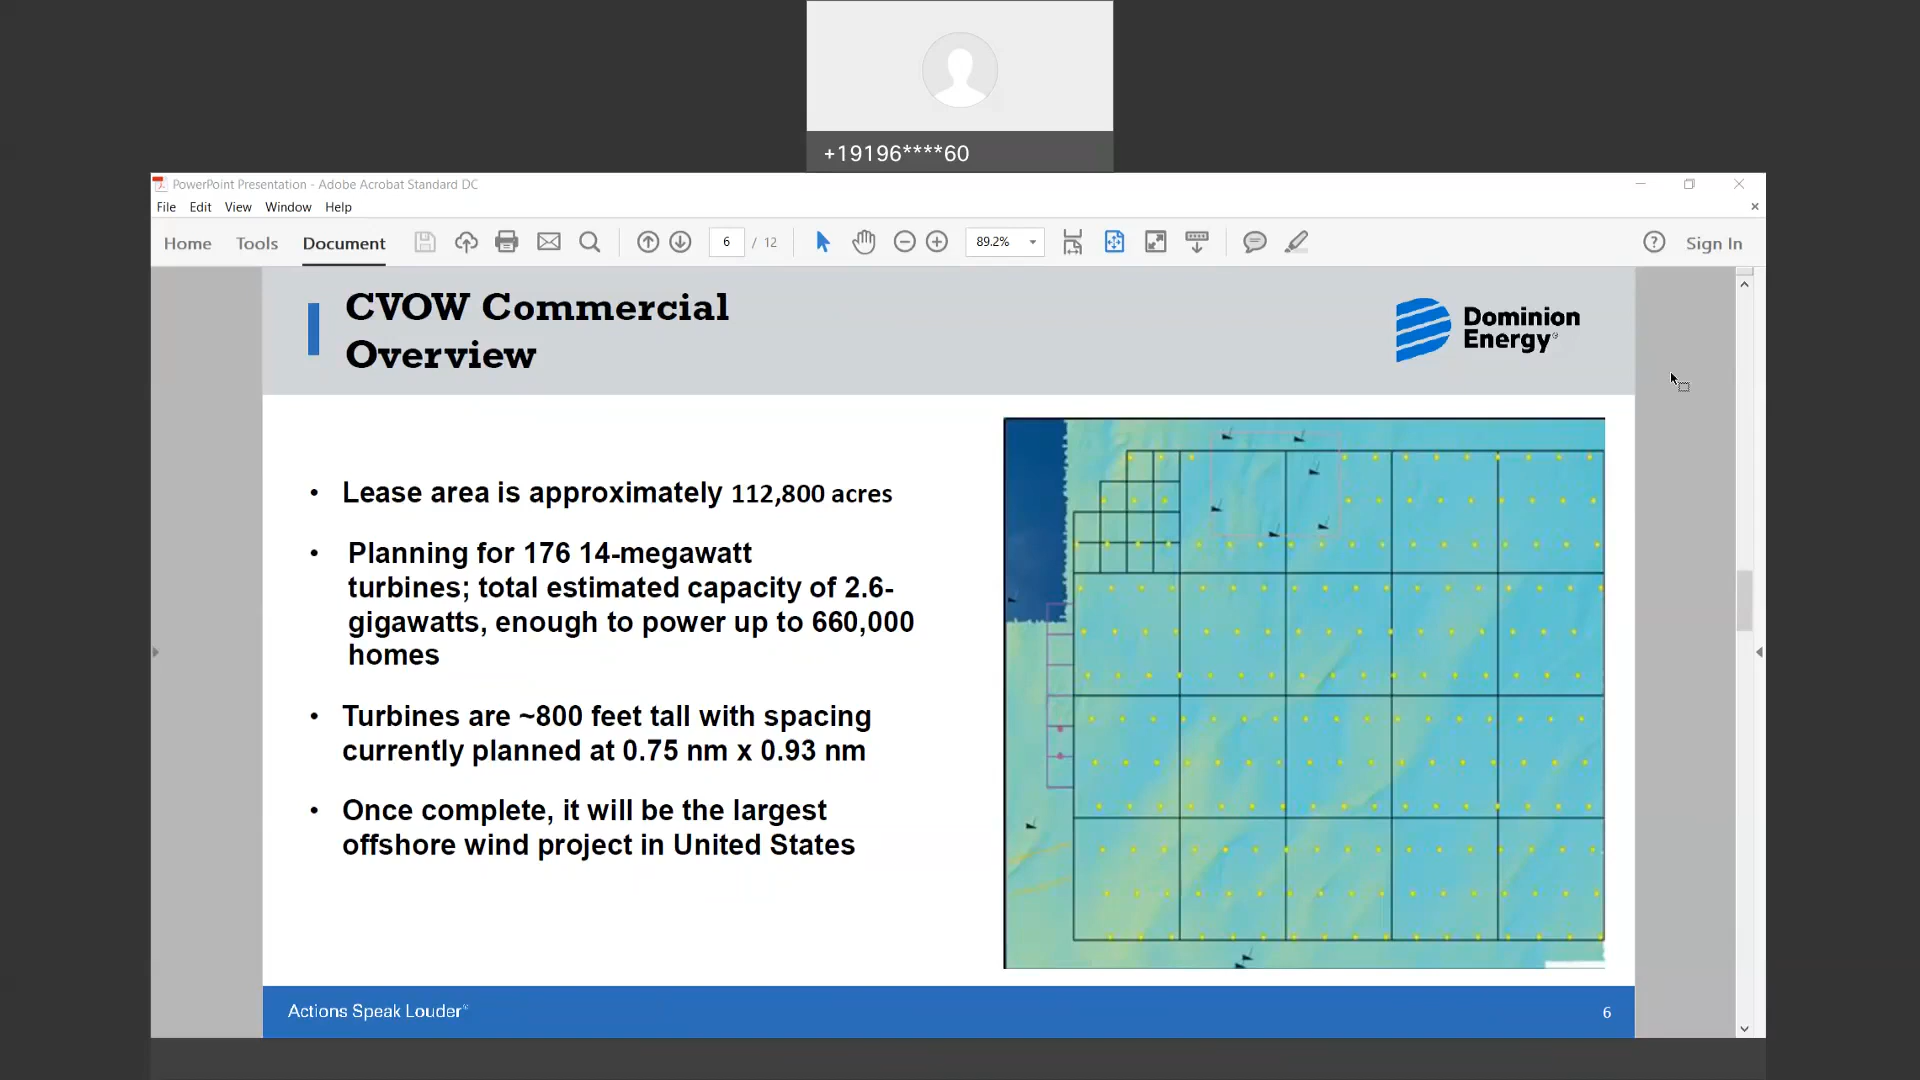 +19196****60
PowerPoint Presentation - Adobe Acrobat Standard DC
File Edit View Window Help
Home Tools Document 6 / 12 89.2% Sign In
CVOW Commercial
Overview
Dominion
Energy®
• Lease area is approximately 112,800 acres
• Planning for 176 14-megawatt
turbines; total estimated capacity of 2.6-
gigawatts, enough to power up to 660,000
homes
• Turbines are ~800 feet tall with spacing
currently planned at 0.75 nm x 0.93 nm
• Once complete, it will be the largest
offshore wind project in United States
Actions Speak Louder®
6